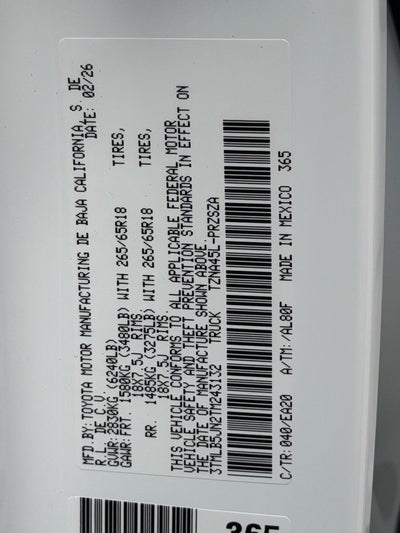 MFD.BY:TOYOTA MOTOR MANUFACTURING DE BAJA CALIFORNIA, S. DE
R.L. DE C.V. DATE: 02/26
GVWR: 2830KG (6240LB)
GAWR: FRT. 1580KG (3480LB) WITH 265/65R18 TIRES,
18X7.5J RIMS.
RR. 1485KG (3275LB) WITH 265/65R18 TIRES,
18X7.5J RIMS.
THIS VEHICLE CONFORMS TO ALL APPLICABLE FEDERAL MOTOR
VEHICLE SAFETY AND THEFT PREVENTION STANDARDS IN EFFECT ON
THE DATE OF MANUFACTURE SHOWN ABOVE.
3TMLB5JN2TM243132 TRUCK TZNA45L-PRZSZA
C/TR: 040/EA20 A/TM: /AL80F MADE IN MEXICO 365
365